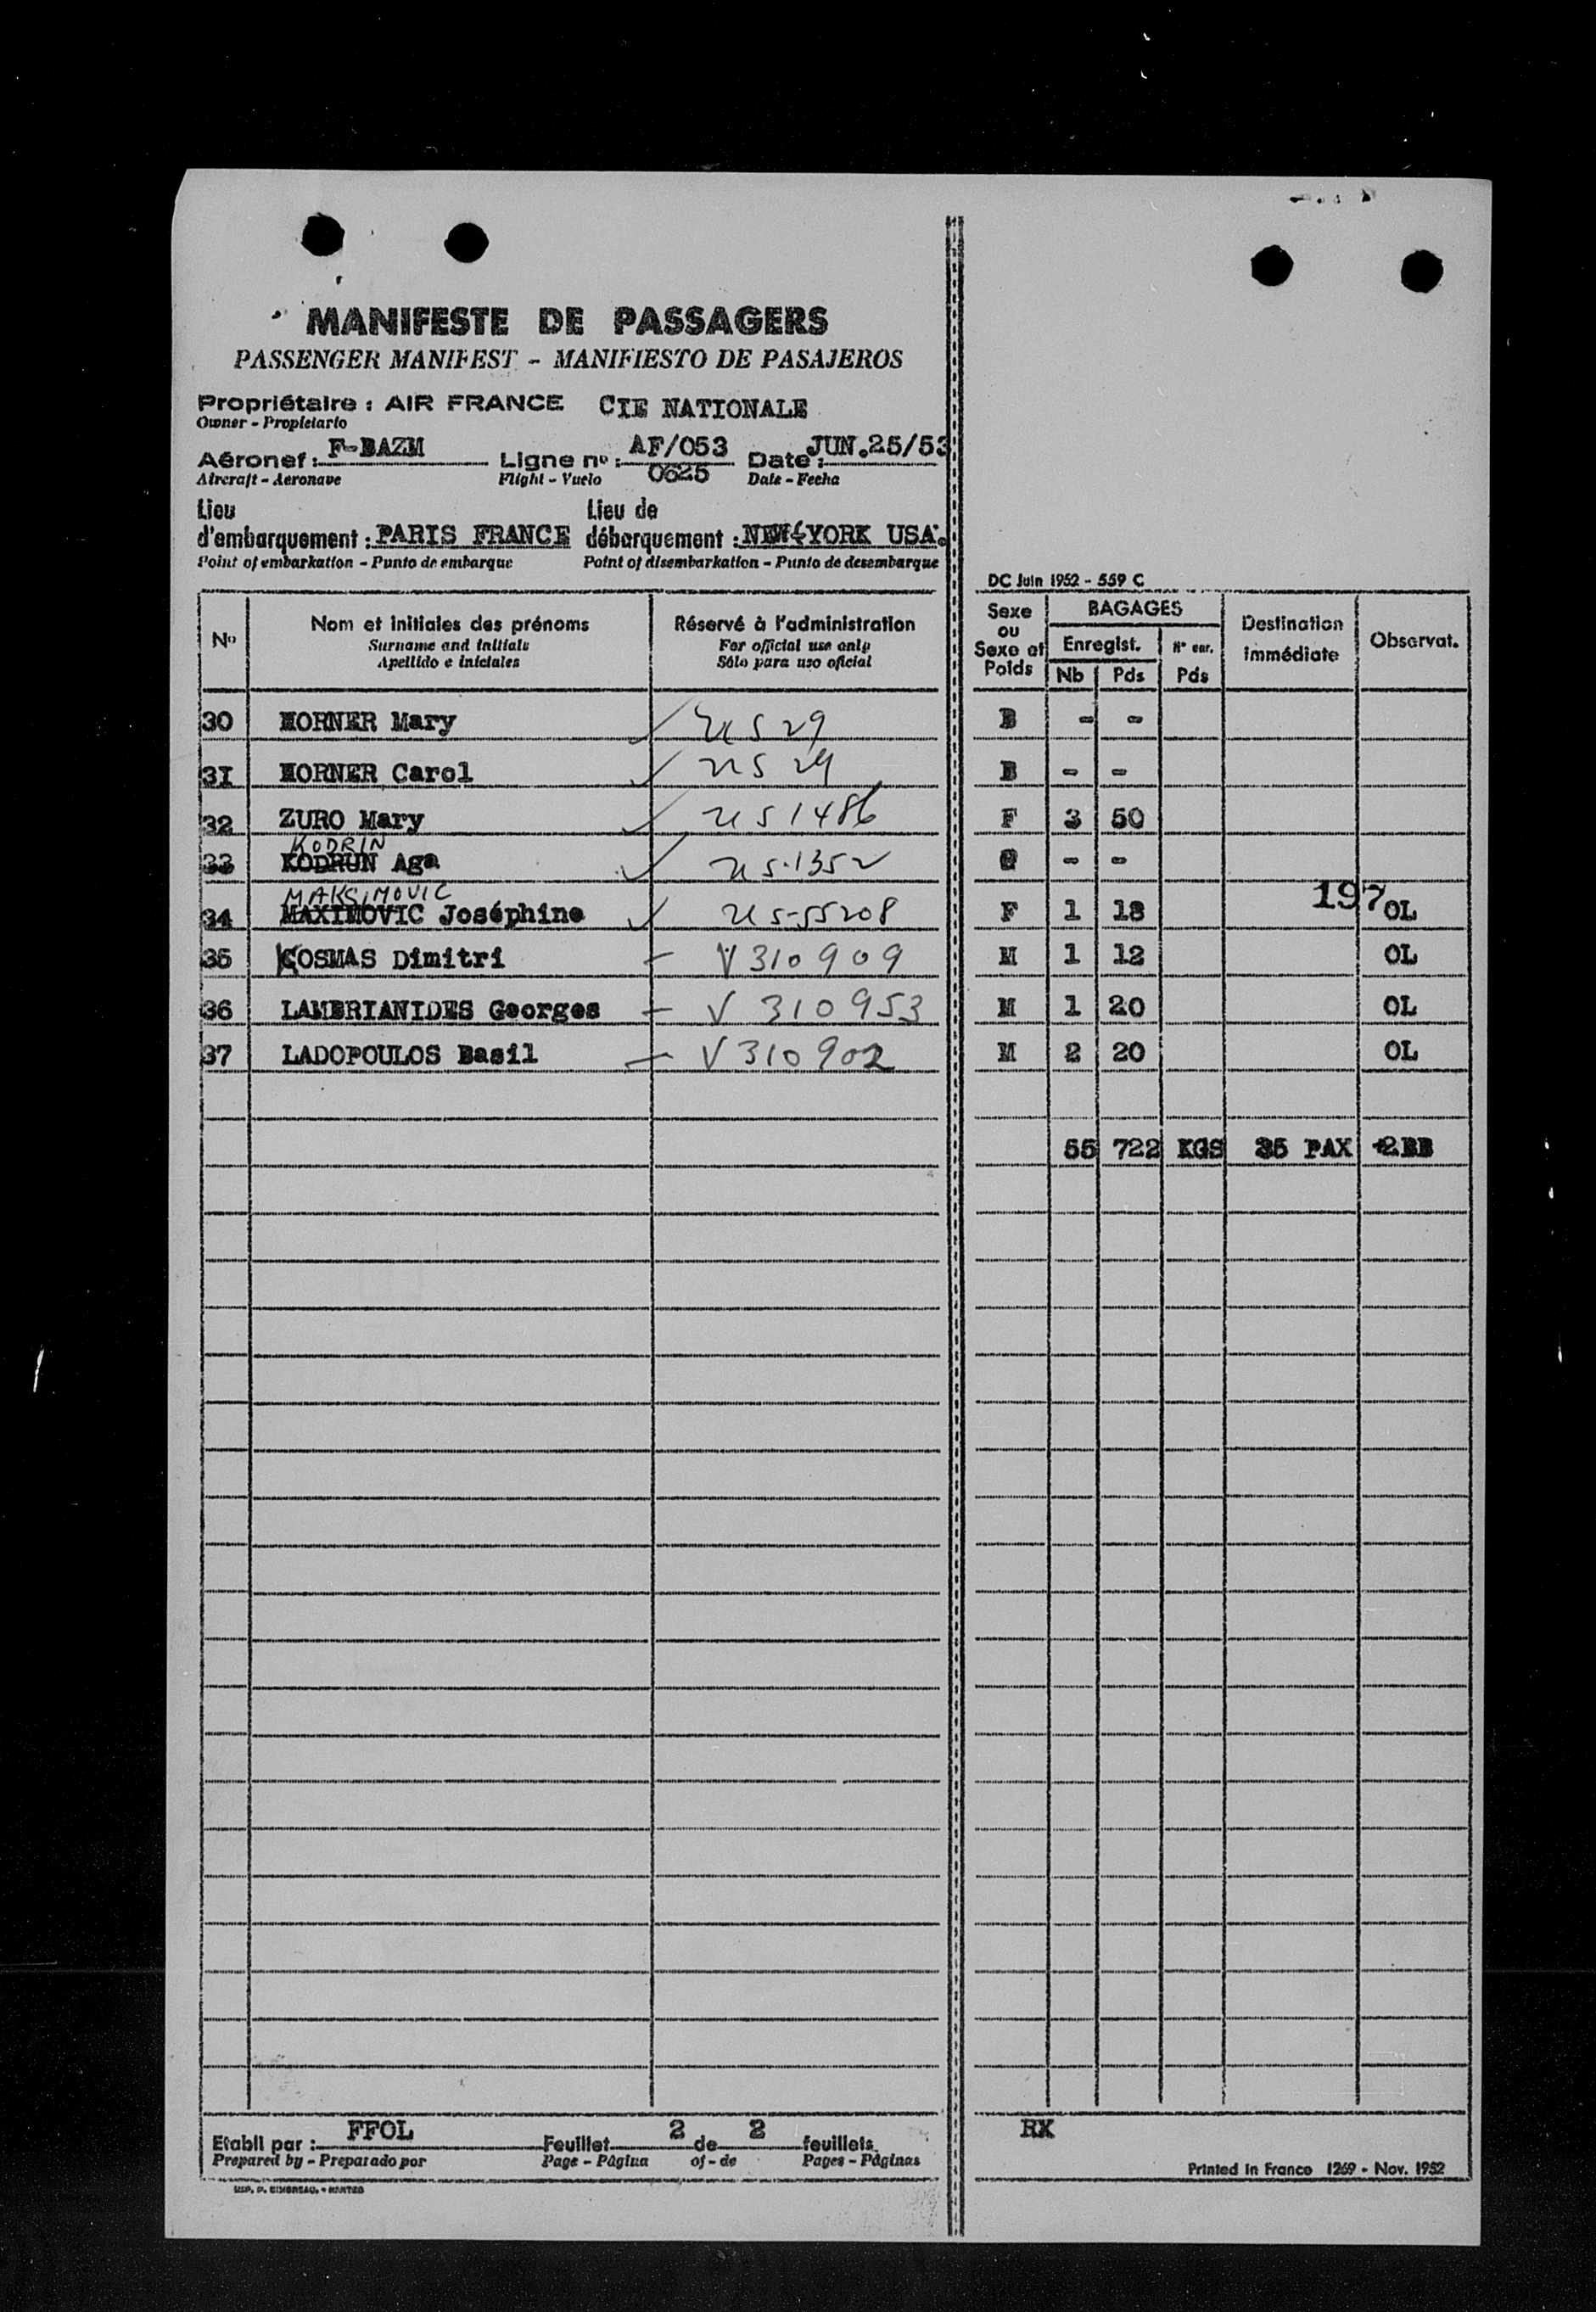 MANIFESTE DE PASSAGERS
PASSENGER MANIFEST - MANIFIESTO DE PASAJEROS
Propriétaire : AIR FRANCE CIE NATIONALE
Owner - Propietario
Aéronef : F-BAZM Ligne no : AF/053 0625 Date : JUN.25/53
Aircraft - Aeronave Flight - Vuelo Date - Fecha
Lieu d'embarquement : PARIS FRANCE Lieu de débarquement : NEW-YORK USA.
Point of embarkation - Punto de embarque Point of disembarkation - Punto de desembarque
DC Juin 1952 - 559 C
No Nom et initiales des prénoms Réservé à l'administration Sexe ou Sexe et Poids BAGAGES Destination immédiate Observat.
Surname and initials For official use only Enregist. Nº ear.
Apellido e iniciales Sólo para uso oficial Nb Pds Pds
30 HORNER Mary US 29 B - -
31 HORNER Carol US 29 B - -
32 ZURO Mary US 1486 F 3 50
KODRIN
33 KODRUN Aga US.1352 - -
MAKSIMOVIC 197
34 MAXIMOVIC Joséphine US-55208 F 1 18 OL
35 COSMAS Dimitri V 310909 M 1 12 OL
36 LAMBRIANIDES Georges V 310953 M 1 20 OL
37 LADOPOULOS Basil V 310902 M 2 20 OL
55 722 KGS 35 PAX +2BB
Etabli par : FFOL Feuillet 2 de 2 feuillets RX
Prepared by - Preparado por Page - Página of - de Pages - Páginas
Printed in France 1269 - Nov. 1952